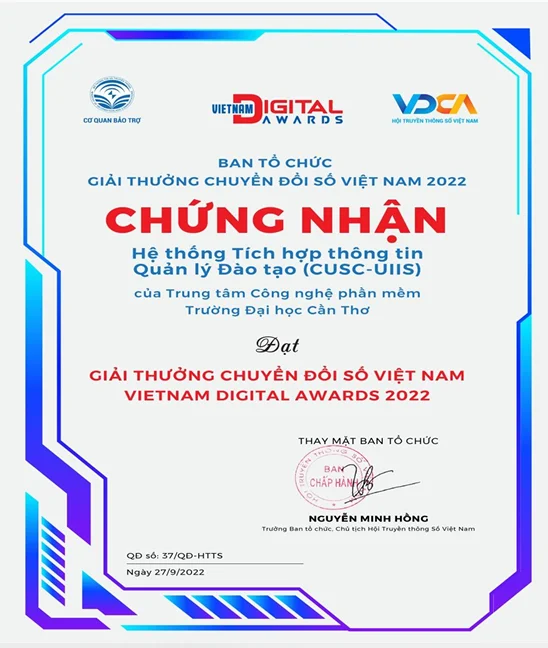 CƠ QUAN BẢO TRỢ
VIETNAM DIGITAL AWARDS
VDCA
HỘI TRUYỀN THÔNG SỐ VIỆT NAM
BAN TỔ CHỨC
GIẢI THƯỞNG CHUYỂN ĐỔI SỐ VIỆT NAM 2022
CHỨNG NHẬN
Hệ thống Tích hợp thông tin
Quản lý Đào tạo (CUSC-UIIS)
của Trung tâm Công nghệ phần mềm
Trường Đại học Cần Thơ
Đạt
GIẢI THƯỞNG CHUYỂN ĐỔI SỐ VIỆT NAM
VIETNAM DIGITAL AWARDS 2022
THAY MẶT BAN TỔ CHỨC
HỘI TRUYỀN THÔNG SỐ
BAN
CHẤP HÀNH
NGUYỄN MINH HỒNG
Trưởng Ban tổ chức, Chủ tịch Hội Truyền thông Số Việt Nam
QĐ số: 37/QĐ-HTTS
Ngày 27/9/2022